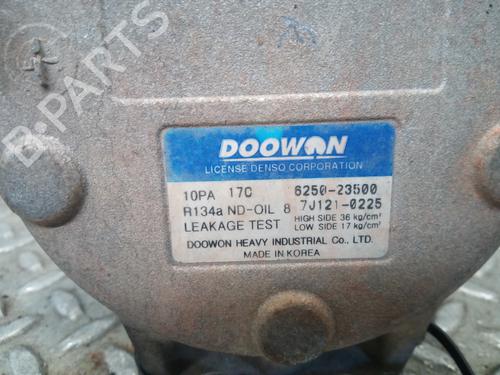 DOOWON
LICENSE DENSO CORPORATION
10PA 17C 6250-23500
R134a ND-OIL 8 7J121-0225
LEAKAGE TEST HIGH SIDE 36 kg/cm²
LOW SIDE 17 kg/cm²
DOOWON HEAVY INDUSTRIAL Co., LTD.
MADE IN KOREA
B-PARTS